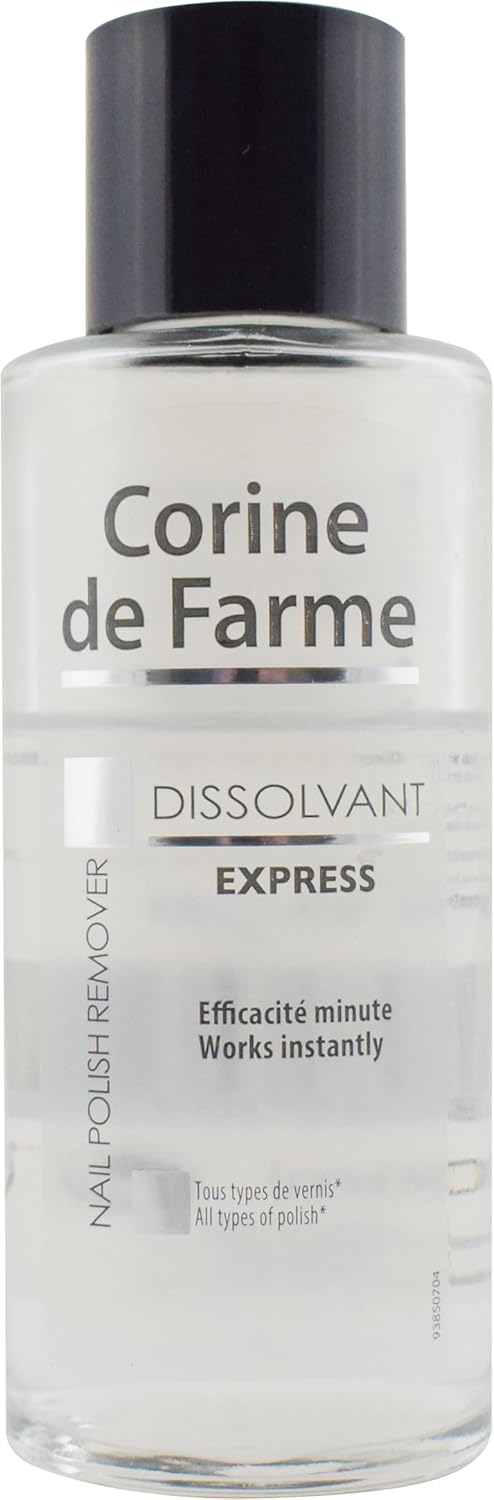 Corine
de Farme
DISSOLVANT
EXPRESS
NAIL POLISH REMOVER
Efficacité minute
Works instantly
Tous types de vernis*
All types of polish*
93850704